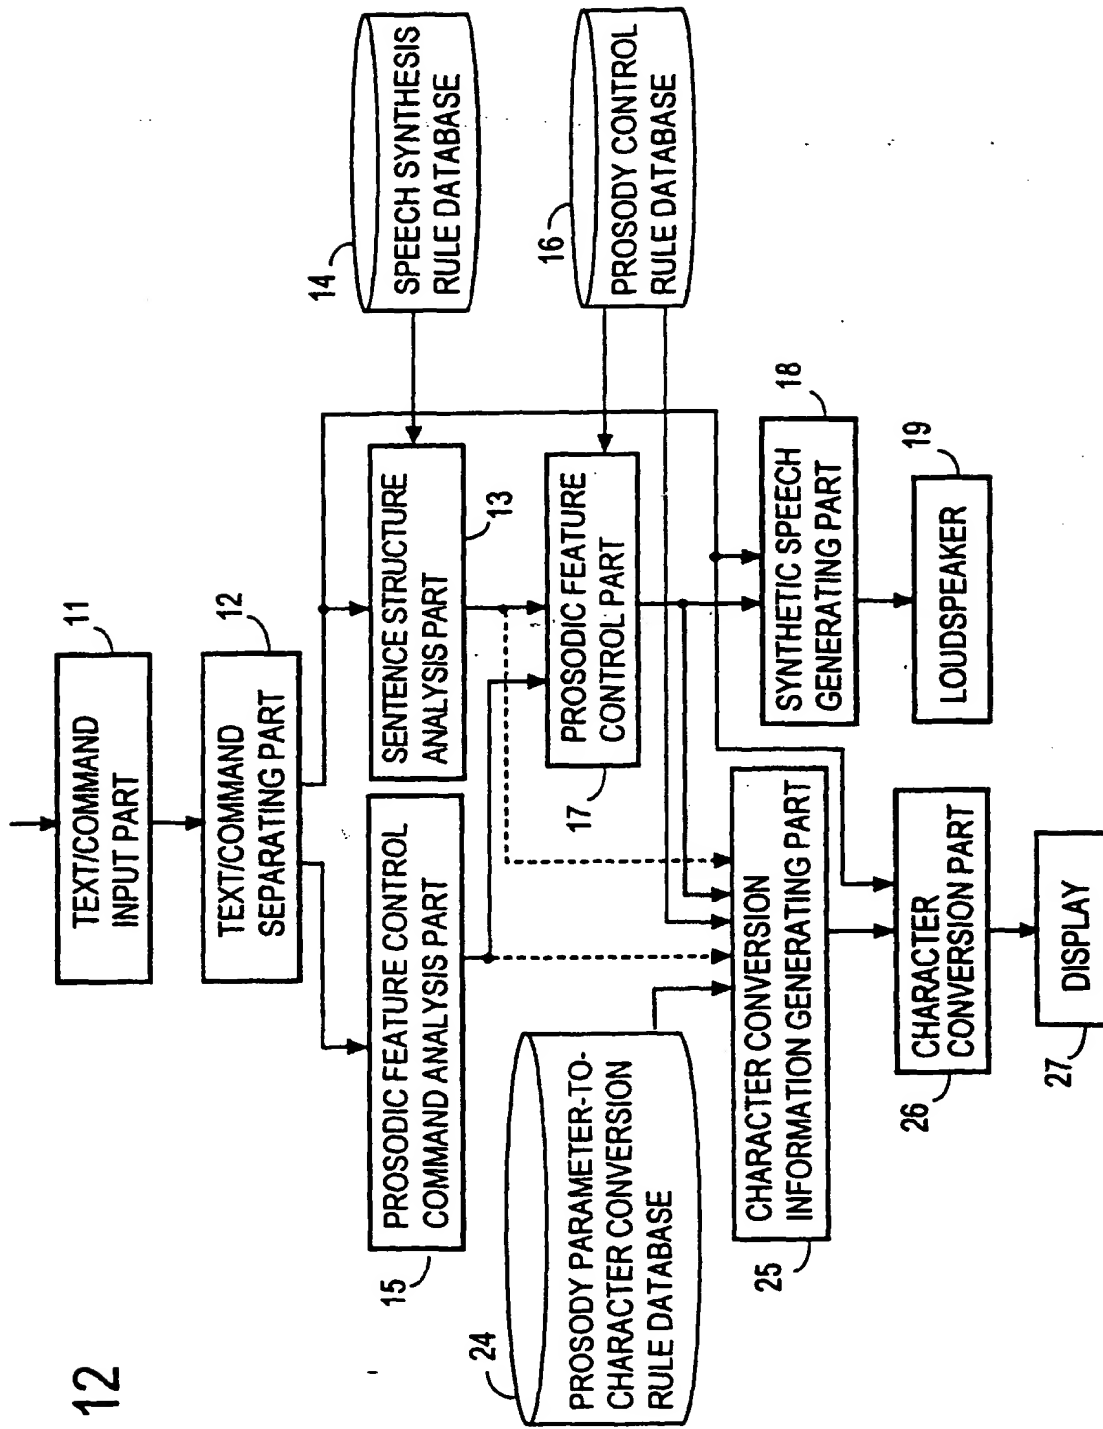 12
TEXT/COMMAND
INPUT PART
11
TEXT/COMMAND
SEPARATING PART
12
PROSODIC FEATURE CONTROL
COMMAND ANALYSIS PART
15
SENTENCE STRUCTURE
ANALYSIS PART
13
SPEECH SYNTHESIS
RULE DATABASE
14
PROSODIC FEATURE
CONTROL PART
17
PROSODY CONTROL
RULE DATABASE
16
PROSODY PARAMETER-TO-
CHARACTER CONVERSION
RULE DATABASE
24
CHARACTER CONVERSION
INFORMATION GENERATING PART
25
SYNTHETIC SPEECH
GENERATING PART
18
CHARACTER
CONVERSION PART
26
LOUDSPEAKER
19
DISPLAY
27